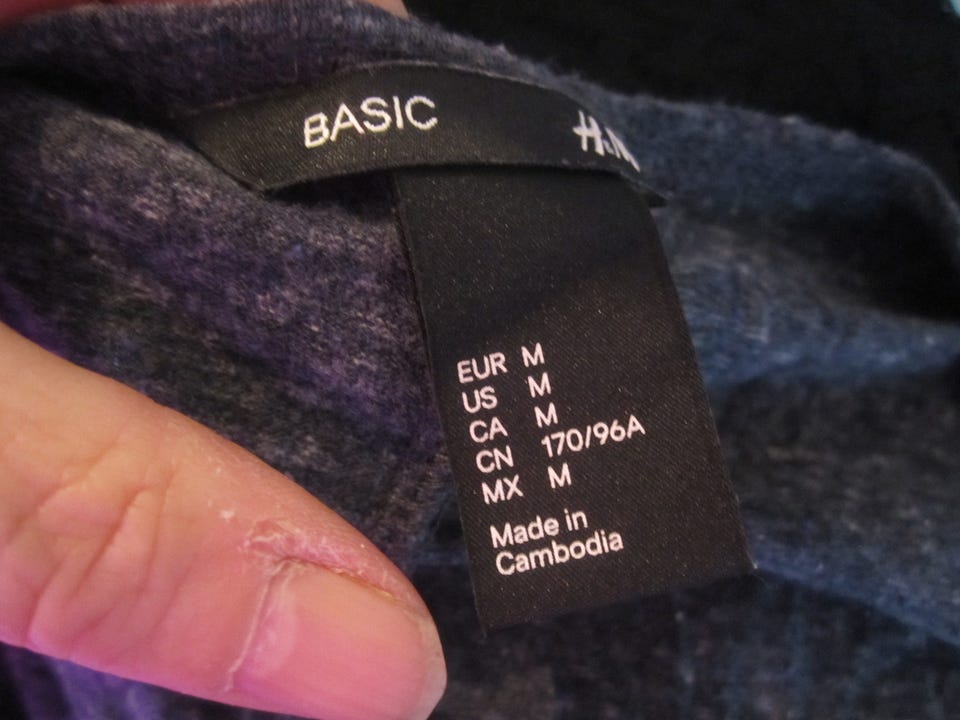 BASIC H&M
EUR M
US M
CA M
CN 170/96A
MX M
Made in
Cambodia